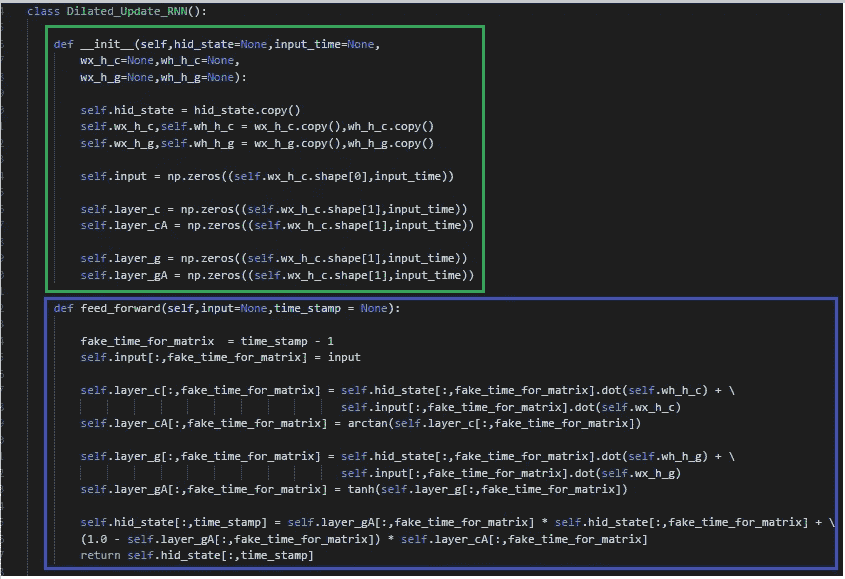 class Dilated_Update_RNN():
def __init__(self,hid_state=None,input_time=None,
wx_h_c=None,wh_h_c=None,
wx_h_g=None,wh_h_g=None):
self.hid_state = hid_state.copy()
self.wx_h_c,self.wh_h_c = wx_h_c.copy(),wh_h_c.copy()
self.wx_h_g,self.wh_h_g = wx_h_g.copy(),wh_h_g.copy()
self.input = np.zeros((self.wx_h_c.shape[0],input_time))
self.layer_c = np.zeros((self.wx_h_c.shape[1],input_time))
self.layer_cA = np.zeros((self.wx_h_c.shape[1],input_time))
self.layer_g = np.zeros((self.wx_h_c.shape[1],input_time))
self.layer_gA = np.zeros((self.wx_h_c.shape[1],input_time))
def feed_forward(self,input=None,time_stamp = None):
fake_time_for_matrix  = time_stamp - 1
self.input[:,fake_time_for_matrix] = input
self.layer_c[:,fake_time_for_matrix] = self.hid_state[:,fake_time_for_matrix].dot(self.wh_h_c) + \
self.input[:,fake_time_for_matrix].dot(self.wx_h_c)
self.layer_cA[:,fake_time_for_matrix] = arctan(self.layer_c[:,fake_time_for_matrix])
self.layer_g[:,fake_time_for_matrix] = self.hid_state[:,fake_time_for_matrix].dot(self.wh_h_g) + \
self.input[:,fake_time_for_matrix].dot(self.wx_h_g)
self.layer_gA[:,fake_time_for_matrix] = tanh(self.layer_g[:,fake_time_for_matrix])
self.hid_state[:,time_stamp] = self.layer_gA[:,fake_time_for_matrix] * self.hid_state[:,fake_time_for_matrix] + \
(1.0 - self.layer_gA[:,fake_time_for_matrix]) * self.layer_cA[:,fake_time_for_matrix]
return self.hid_state[:,time_stamp]